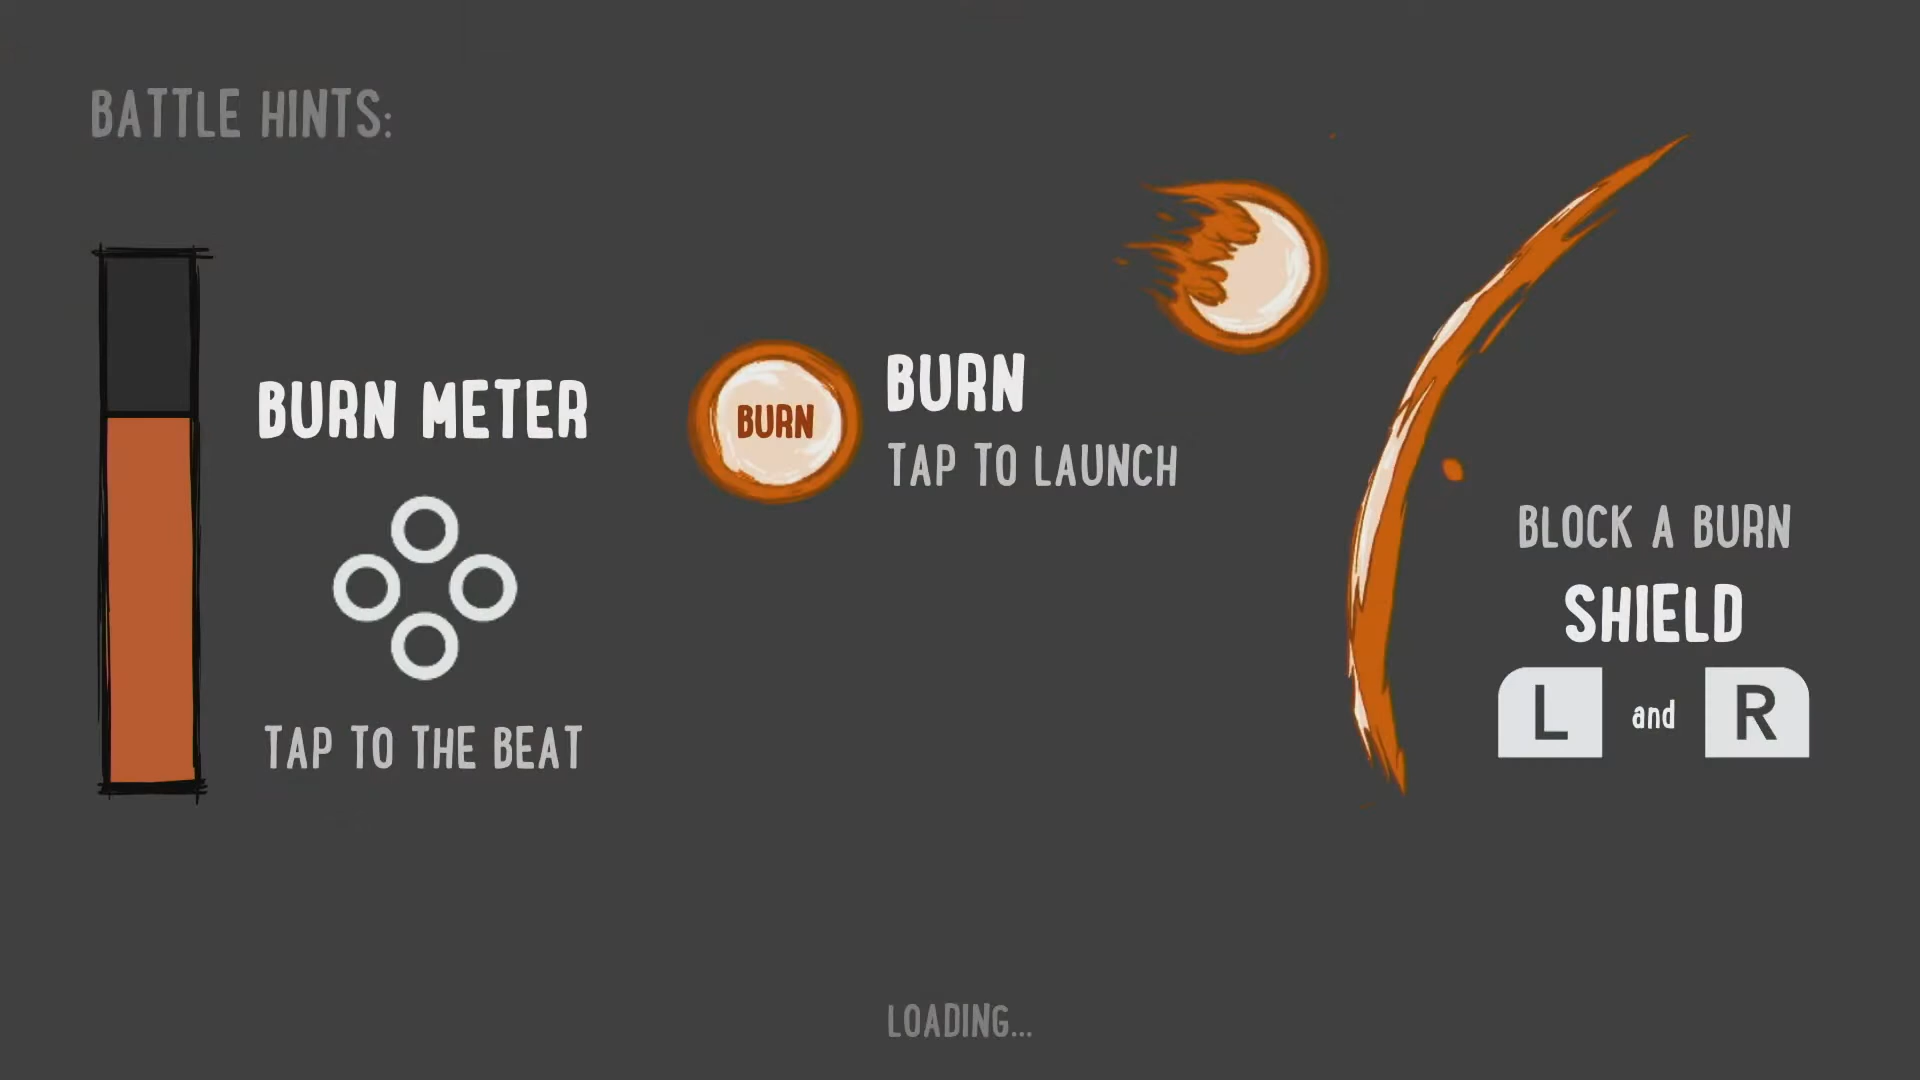 BATTLE HINTS:
BURN METER
TAP TO THE BEAT
BURN
BURN
TAP TO LAUNCH
BLOCK A BURN
SHIELD
L and R
LOADING...